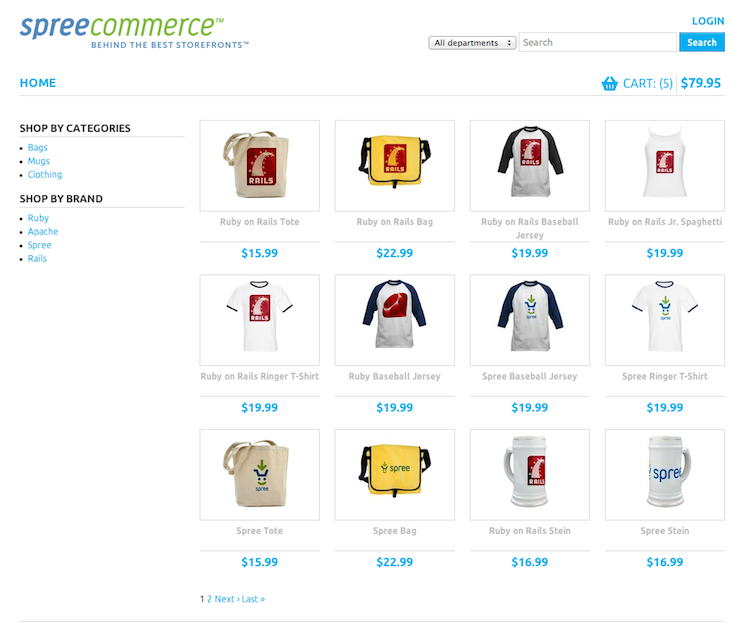 spreecommerce™
BEHIND THE BEST STOREFRONTS™
LOGIN
All departments
Search
Search
HOME
CART: (5)
$79.95
SHOP BY CATEGORIES
Bags
Mugs
Clothing
SHOP BY BRAND
Ruby
Apache
Spree
Rails
RAILS
RAILS
RAILS
RAILS
Ruby on Rails Tote
Ruby on Rails Bag
Ruby on Rails Baseball
Jersey
Ruby on Rails Jr. Spaghetti
$15.99
$22.99
$19.99
$19.99
RAILS
spree
spree
Ruby on Rails Ringer T-Shirt
Ruby Baseball Jersey
Spree Baseball Jersey
Spree Ringer T-Shirt
$19.99
$19.99
$19.99
$19.99
spree
spree
RAILS
spree
Spree Tote
Spree Bag
Ruby on Rails Stein
Spree Stein
$15.99
$22.99
$16.99
$16.99
1 2 Next › Last »